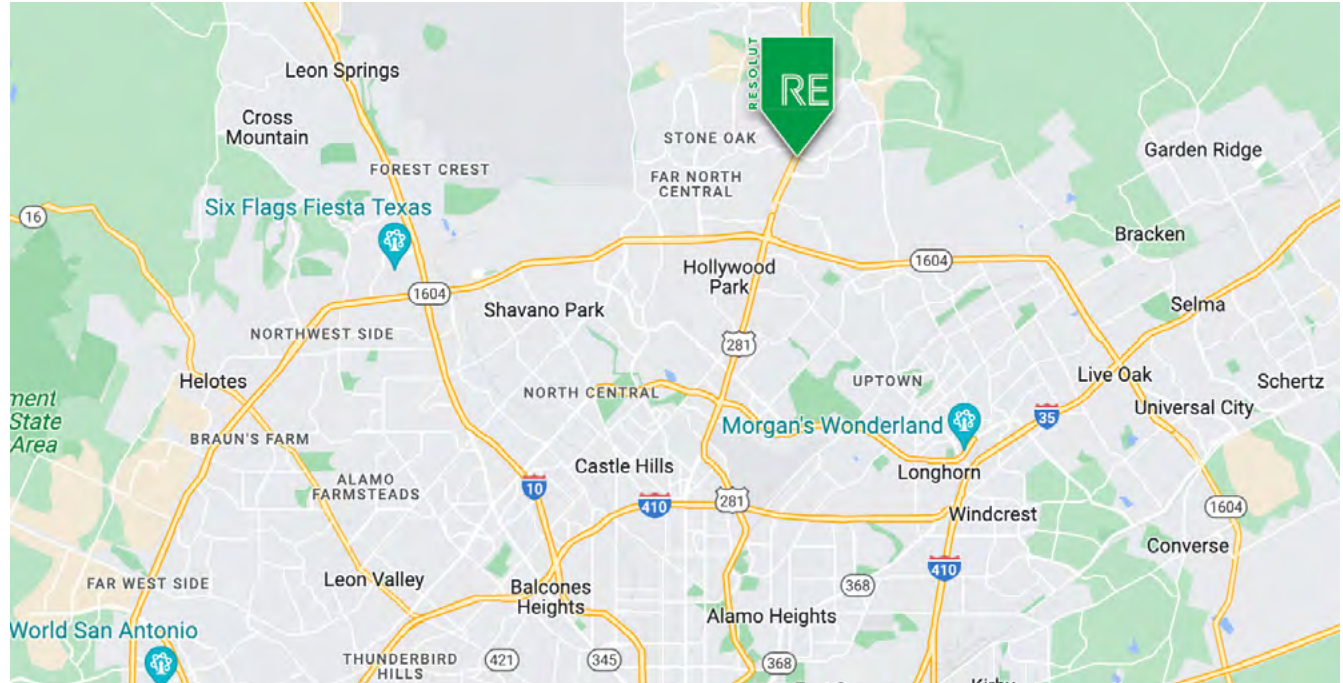 Leon Springs
RESOLUT
RE
Cross
Mountain
STONE OAK
Garden Ridge
FOREST CREST
FAR NORTH
CENTRAL
Six Flags Fiesta Texas
16
Bracken
1604
Hollywood
Park
1604
Shavano Park
Selma
NORTHWEST SIDE
281
Helotes
UPTOWN
Live Oak
Schertz
ment
State
Area
NORTH CENTRAL
Universal City
Morgan's Wonderland
35
BRAUN'S FARM
Castle Hills
Longhorn
ALAMO
FARMSTEADS
10
410
281
Windcrest
1604
Converse
FAR WEST SIDE
Leon Valley
Balcones
Heights
368
410
Alamo Heights
World San Antonio
THUNDERBIRD
HILLS
421
345
368